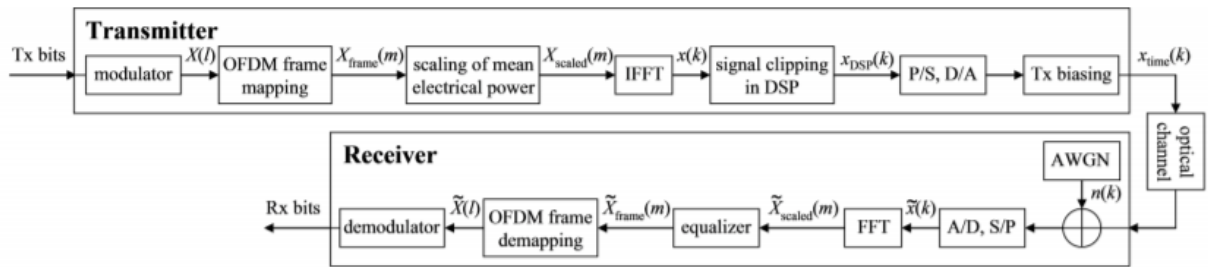 Transmitter
Tx bits
modulator
X(l)
OFDM frame
mapping
X_frame(m)
scaling of mean
electrical power
X_scaled(m)
IFFT
x(k)
signal clipping
in DSP
x_DSP(k)
P/S, D/A
Tx biasing
x_time(k)
optical
channel
Receiver
AWGN
n(k)
A/D, S/P
x̃(k)
FFT
X̃_scaled(m)
equalizer
X̃_frame(m)
OFDM frame
demapping
X̃(l)
demodulator
Rx bits